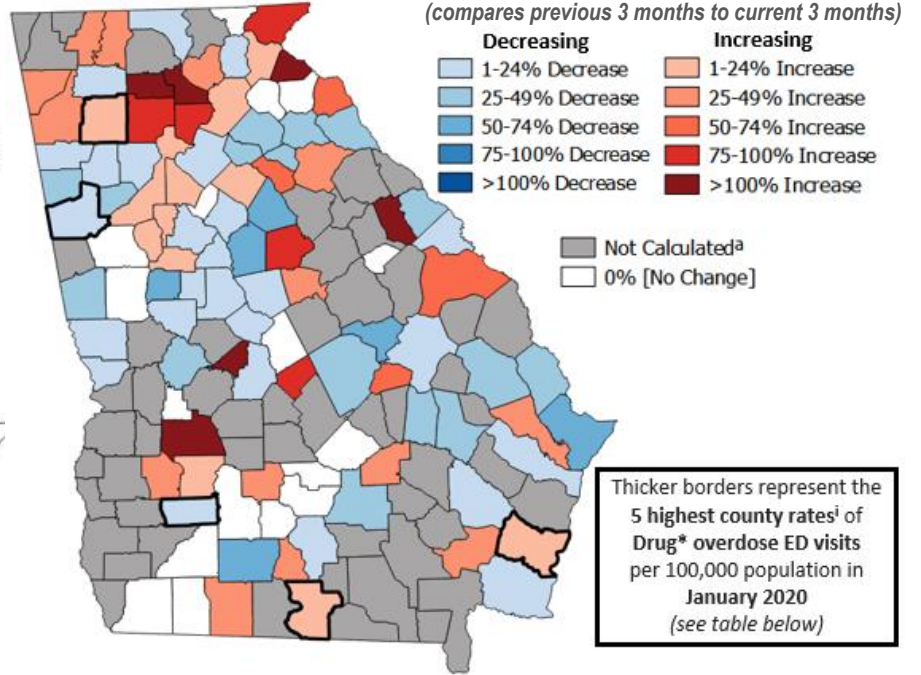 (compares previous 3 months to current 3 months)
Decreasing
1-24% Decrease
25-49% Decrease
50-74% Decrease
75-100% Decrease
>100% Decrease
Increasing
1-24% Increase
25-49% Increase
50-74% Increase
75-100% Increase
>100% Increase
Not Calculatedª
0% [No Change]
Thicker borders represent the
5 highest county ratesⁱ of
Drug* overdose ED visits
per 100,000 population in
January 2020
(see table below)